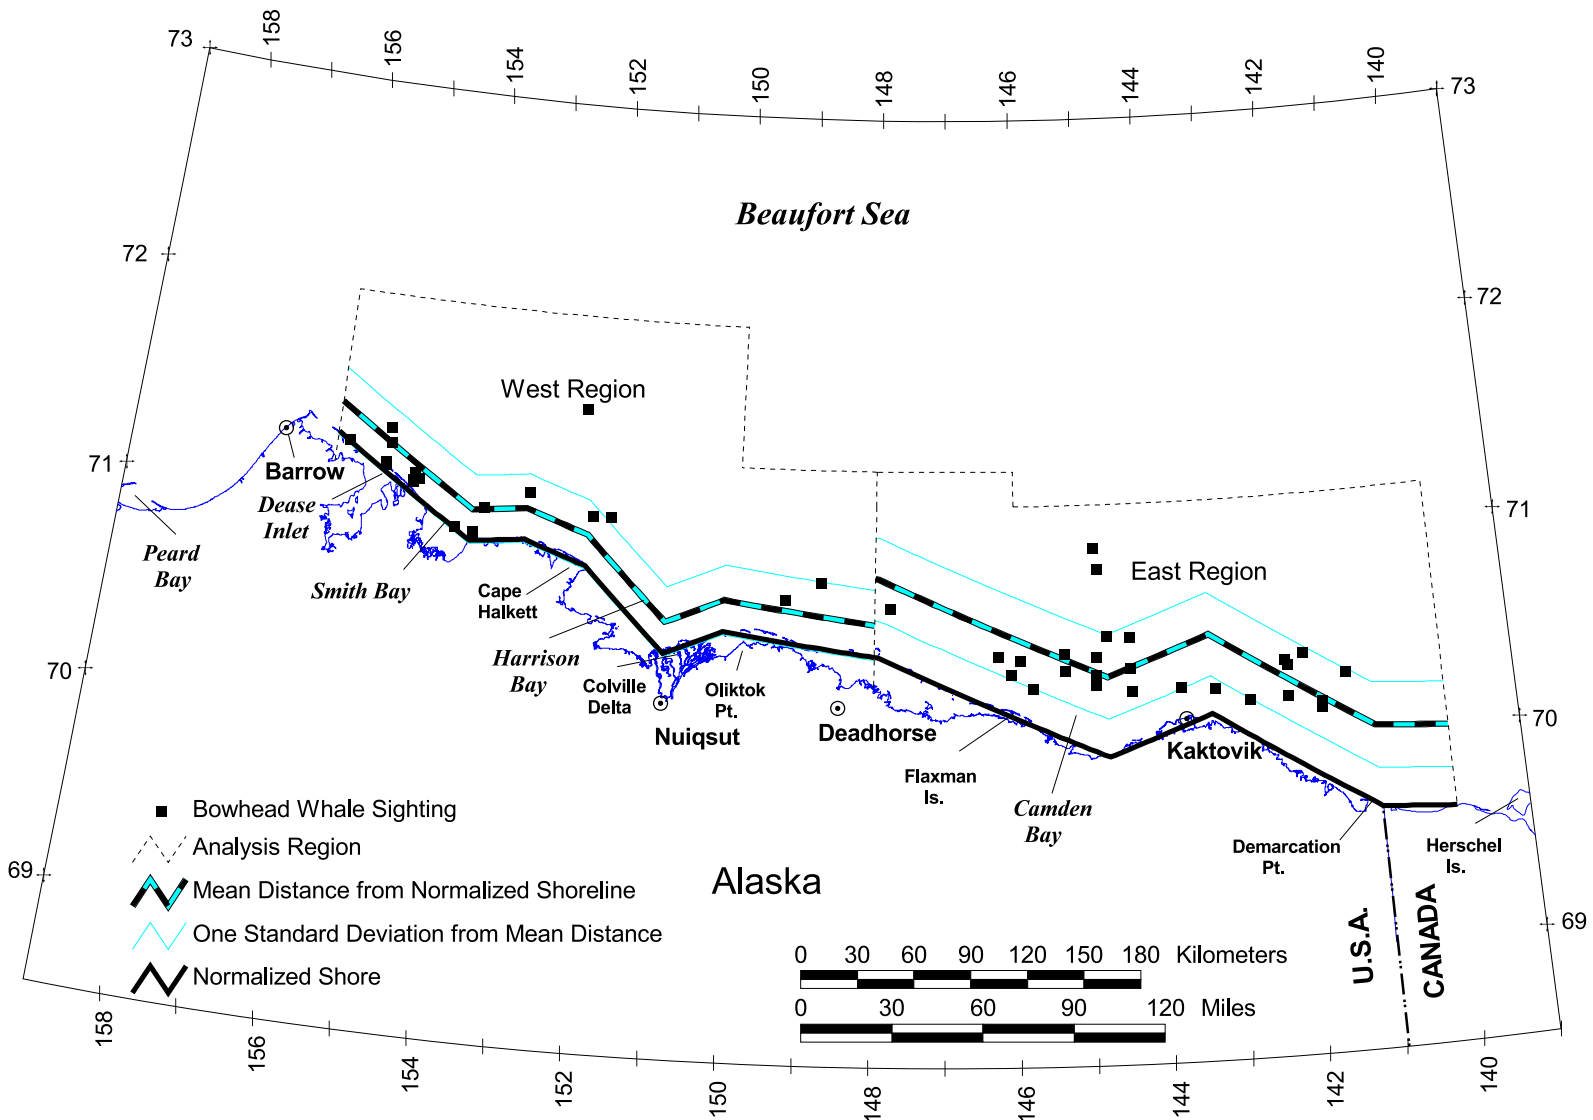 158
156
154
152
150
148
146
144
140
73
73
Beaufort Sea
72
72
West Region
71
Barrow
Dease
Inlet
71
East Region
Peard
Bay
Smith Bay
Cape
Halkett
70
Harrison
Bay
Colville
Delta
Oliktok
Pt.
70
Nuiqsut
Deadhorse
Kaktovik
Flaxman
Is.
Camden
Bay
Demarcation
Pt.
Herschel
Is.
69
Alaska
69
U.S.A.
CANADA
Bowhead Whale Sighting
Analysis Region
Mean Distance from Normalized Shoreline
One Standard Deviation from Mean Distance
Normalized Shore
0 30 60 90 120 150 180 Kilometers
0 30 60 90 120 Miles
158
156
154
152
150
148
146
144
142
140